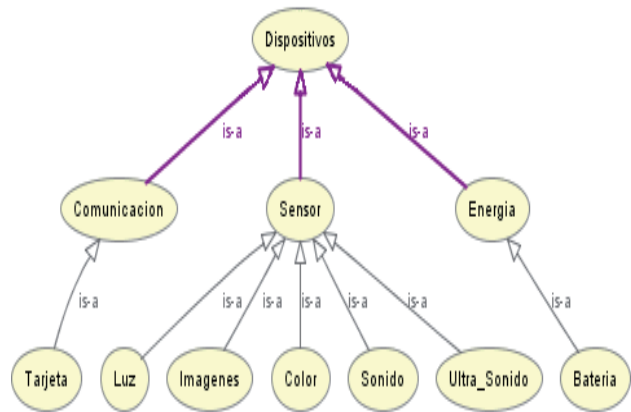 Dispositivos
is-a is-a is-a
Comunicacion Sensor Energia
is-a is-a is-a is-a is-a is-a
Tarjeta Luz Imagenes Color Sonido Ultra_Sonido Bateria